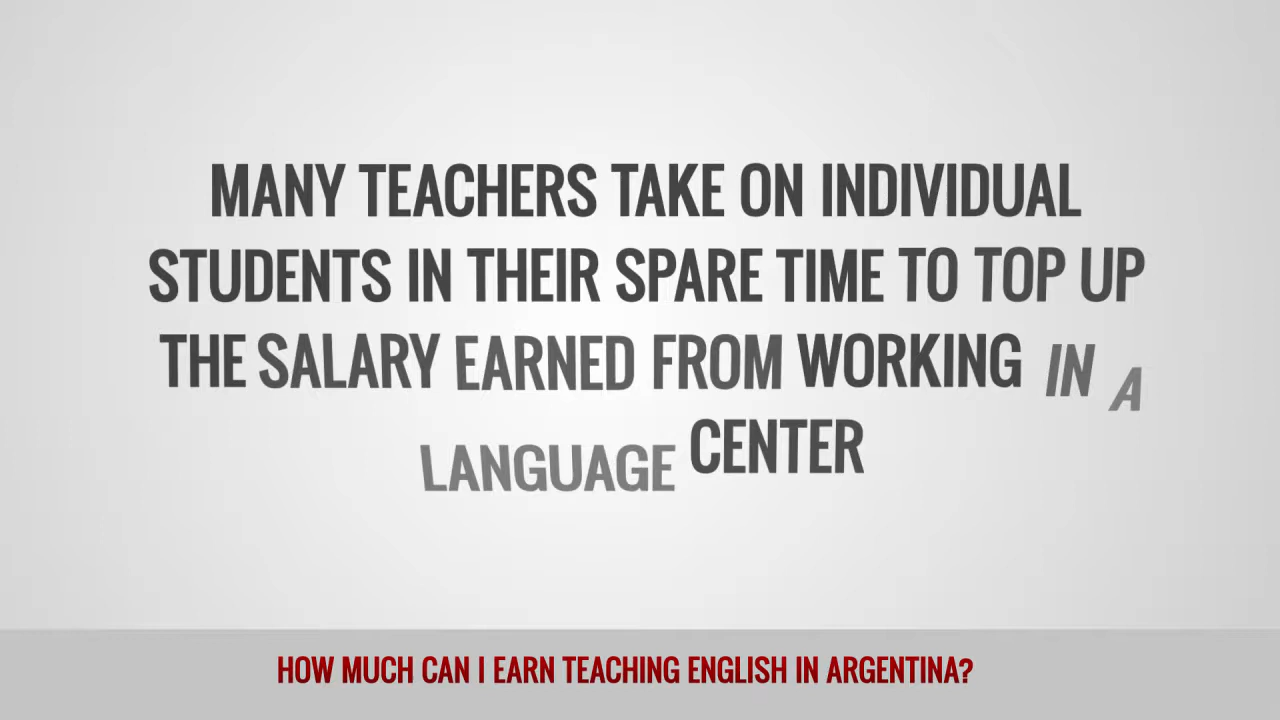 MANY TEACHERS TAKE ON INDIVIDUAL
STUDENTS IN THEIR SPARE TIME TO TOP UP
THE SALARY EARNED FROM WORKING IN A
LANGUAGE CENTER
HOW MUCH CAN I EARN TEACHING ENGLISH IN ARGENTINA?